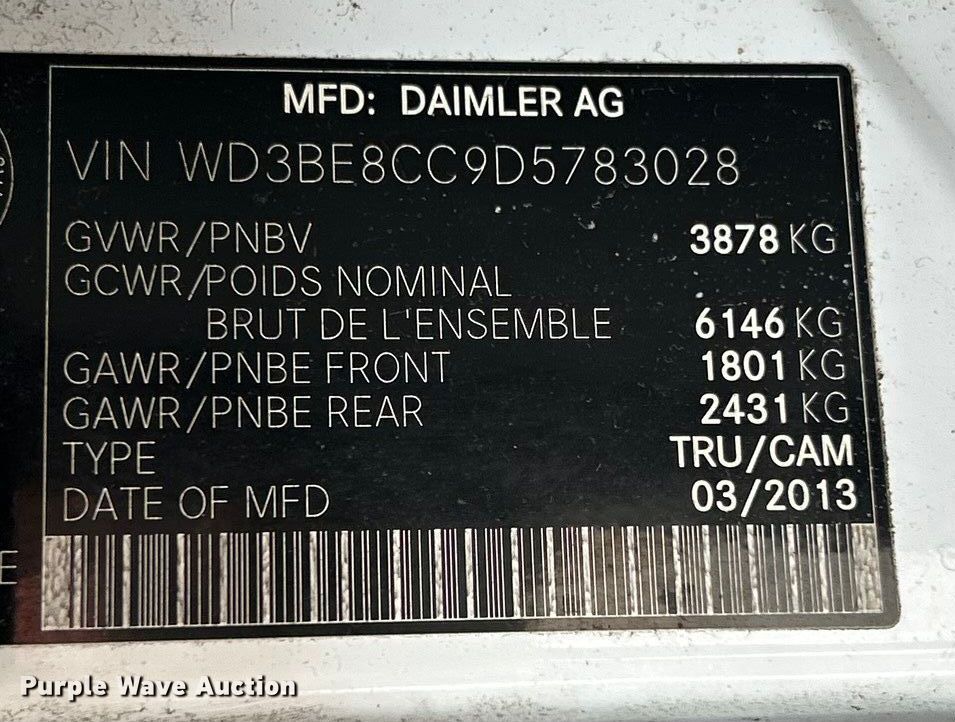 MFD: DAIMLER AG
VIN WD3BE8CC9D5783028
GVWR/PNBV 3878 KG
GCWR/POIDS NOMINAL
BRUT DE L'ENSEMBLE 6146 KG
GAWR/PNBE FRONT 1801 KG
GAWR/PNBE REAR 2431 KG
TYPE TRU/CAM
DATE OF MFD 03/2013
E
Purple Wave Auction